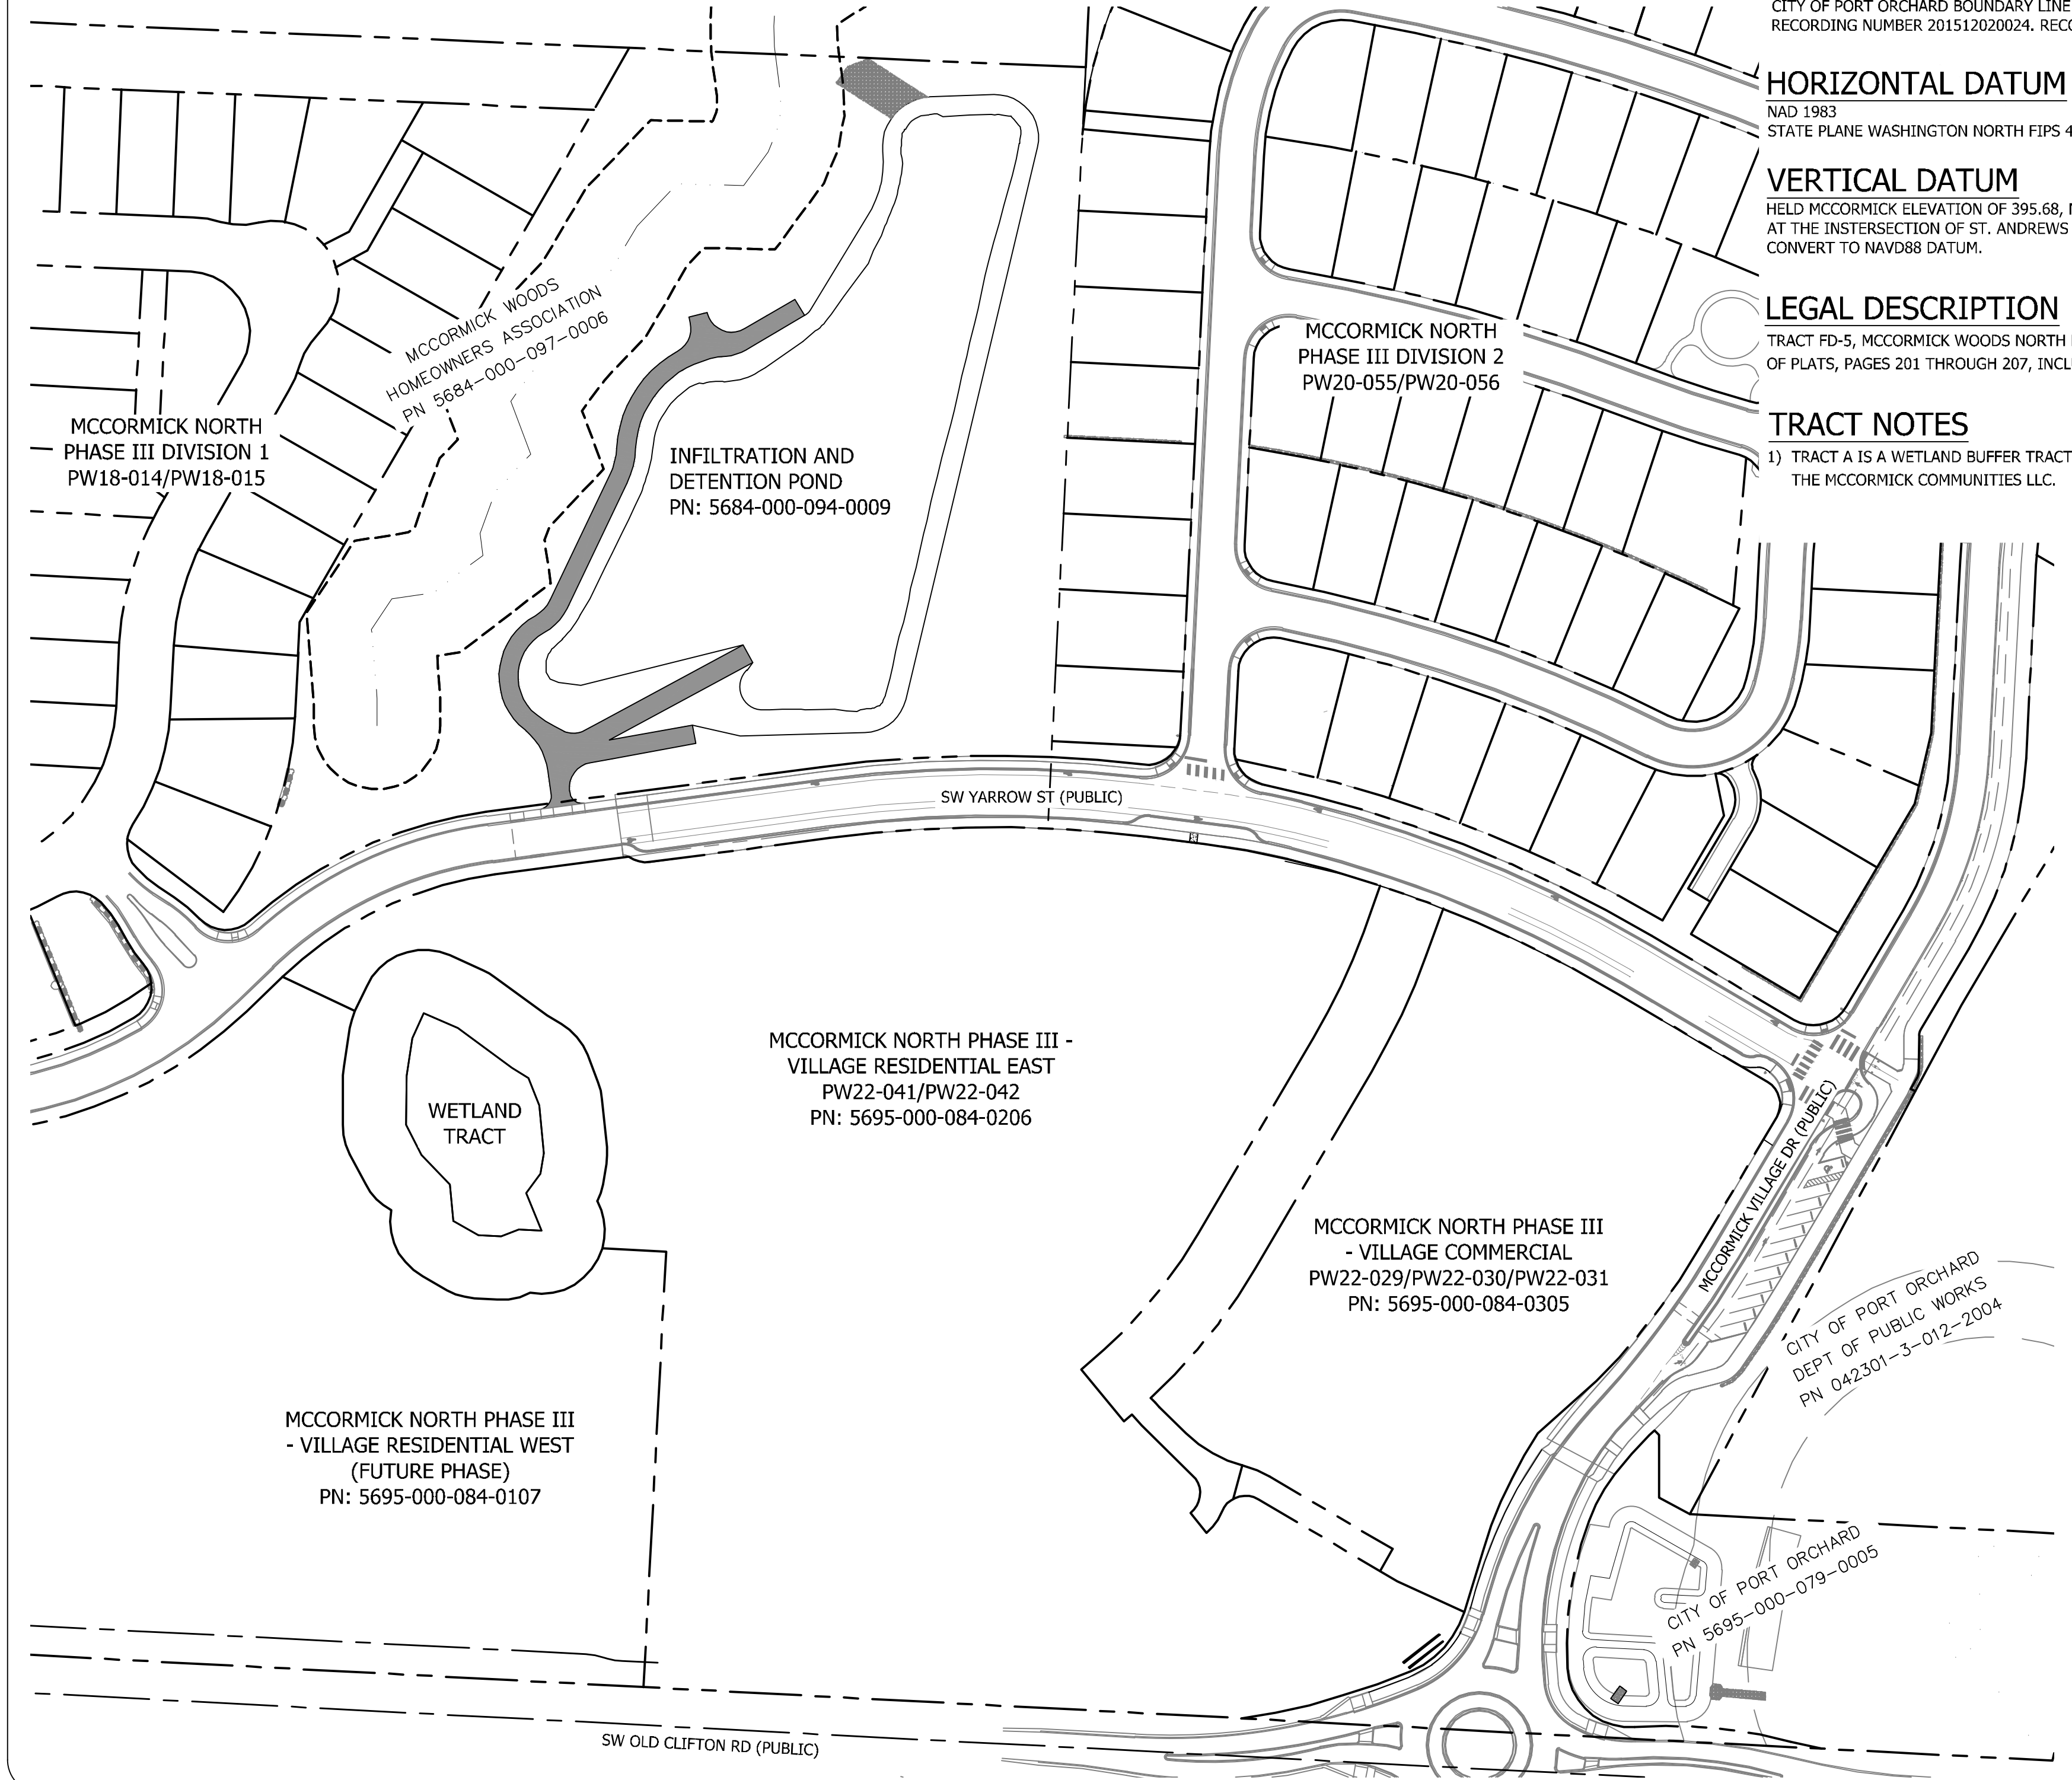 CITY OF PORT ORCHARD BOUNDARY LINE
RECORDING NUMBER 201512020024. RECO
HORIZONTAL DATUM
NAD 1983
STATE PLANE WASHINGTON NORTH FIPS 4
VERTICAL DATUM
HELD MCCORMICK ELEVATION OF 395.68,
AT THE INSTERSECTION OF ST. ANDREWS
CONVERT TO NAVD88 DATUM.
LEGAL DESCRIPTION
TRACT FD-5, MCCORMICK WOODS NORTH
OF PLATS, PAGES 201 THROUGH 207, INCL
TRACT NOTES
1) TRACT A IS A WETLAND BUFFER TRACT
THE MCCORMICK COMMUNITIES LLC.
MCCORMICK WOODS
HOMEOWNERS ASSOCIATION
PN 5684-000-097-0006
MCCORMICK NORTH
PHASE III DIVISION 2
PW20-055/PW20-056
MCCORMICK NORTH
PHASE III DIVISION 1
PW18-014/PW18-015
INFILTRATION AND
DETENTION POND
PN: 5684-000-094-0009
SW YARROW ST (PUBLIC)
MCCORMICK NORTH PHASE III -
VILLAGE RESIDENTIAL EAST
PW22-041/PW22-042
PN: 5695-000-084-0206
WETLAND
TRACT
MCCORMICK VILLAGE DR (PUBLIC)
MCCORMICK NORTH PHASE III
- VILLAGE COMMERCIAL
PW22-029/PW22-030/PW22-031
PN: 5695-000-084-0305
CITY OF PORT ORCHARD
DEPT OF PUBLIC WORKS
PN 042301-3-012-2004
MCCORMICK NORTH PHASE III
- VILLAGE RESIDENTIAL WEST
(FUTURE PHASE)
PN: 5695-000-084-0107
CITY OF PORT ORCHARD
PN 5695-000-079-0005
SW OLD CLIFTON RD (PUBLIC)